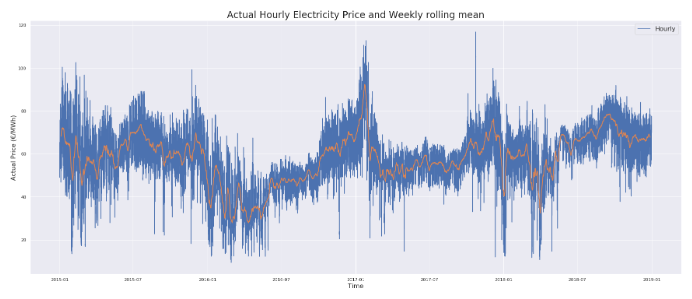 Actual Hourly Electricity Price and Weekly rolling mean
Hourly
120
100
80
60
40
20
Actual Price (€/MWh)
2015-01 2015-07 2016-01 2016-07 2017-01 2017-07 2018-01 2018-07 2019-01
Time